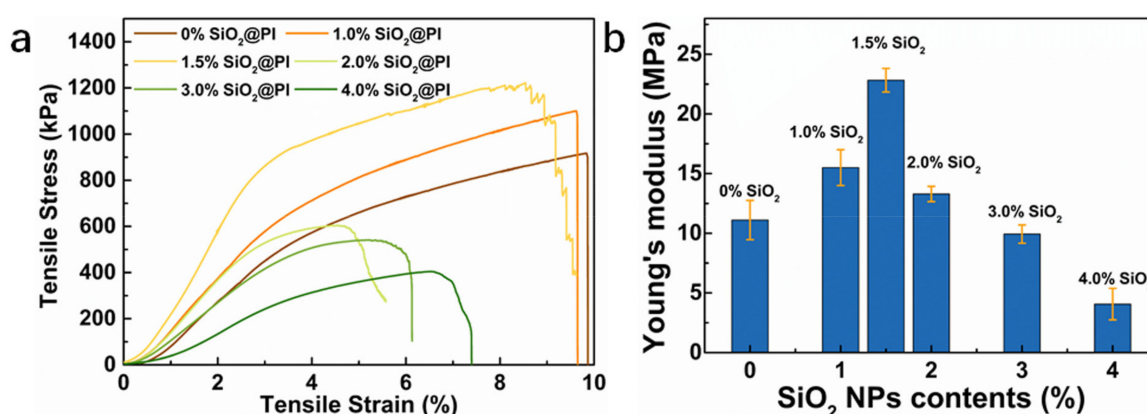 a
1400
1200
1000
800
600
400
200
0
Tensile Stress (kPa)
0% SiO₂@PI 1.0% SiO₂@PI
1.5% SiO₂@PI 2.0% SiO₂@PI
3.0% SiO₂@PI 4.0% SiO₂@PI
0 2 4 6 8 10
Tensile Strain (%)
b
25
20
15
10
5
0
Young's modulus (MPa)
0% SiO₂
1.0% SiO₂
1.5% SiO₂
2.0% SiO₂
3.0% SiO₂
4.0% SiO
0 1 2 3 4
SiO₂ NPs contents (%)